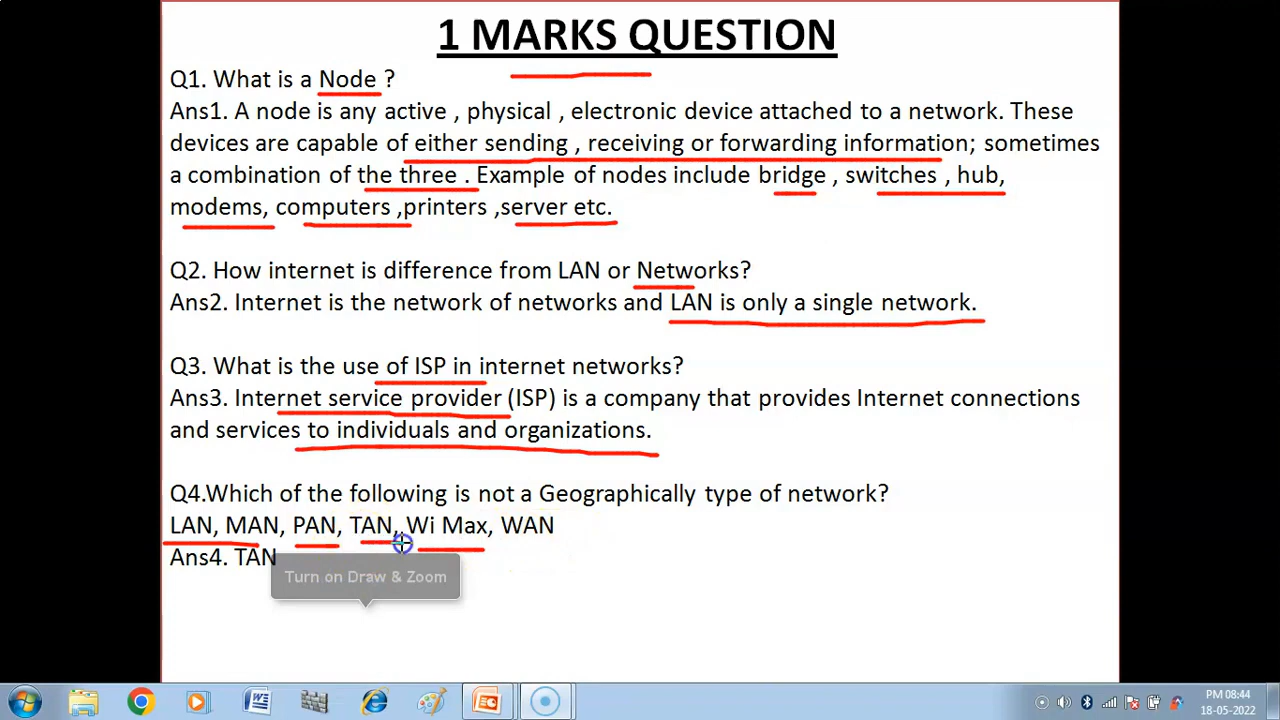 1 MARKS QUESTION
Q1. What is a Node ?
Ans1. A node is any active , physical , electronic device attached to a network. These
devices are capable of either sending , receiving or forwarding information; sometimes
a combination of the three . Example of nodes include bridge , switches , hub,
modems, computers ,printers ,server etc.
Q2. How internet is difference from LAN or Networks?
Ans2. Internet is the network of networks and LAN is only a single network.
Q3. What is the use of ISP in internet networks?
Ans3. Internet service provider (ISP) is a company that provides Internet connections
and services to individuals and organizations.
Q4.Which of the following is not a Geographically type of network?
LAN, MAN, PAN, TAN, Wi Max, WAN
Ans4. TAN
Turn on Draw & Zoom
PM 08:44
18-05-2022